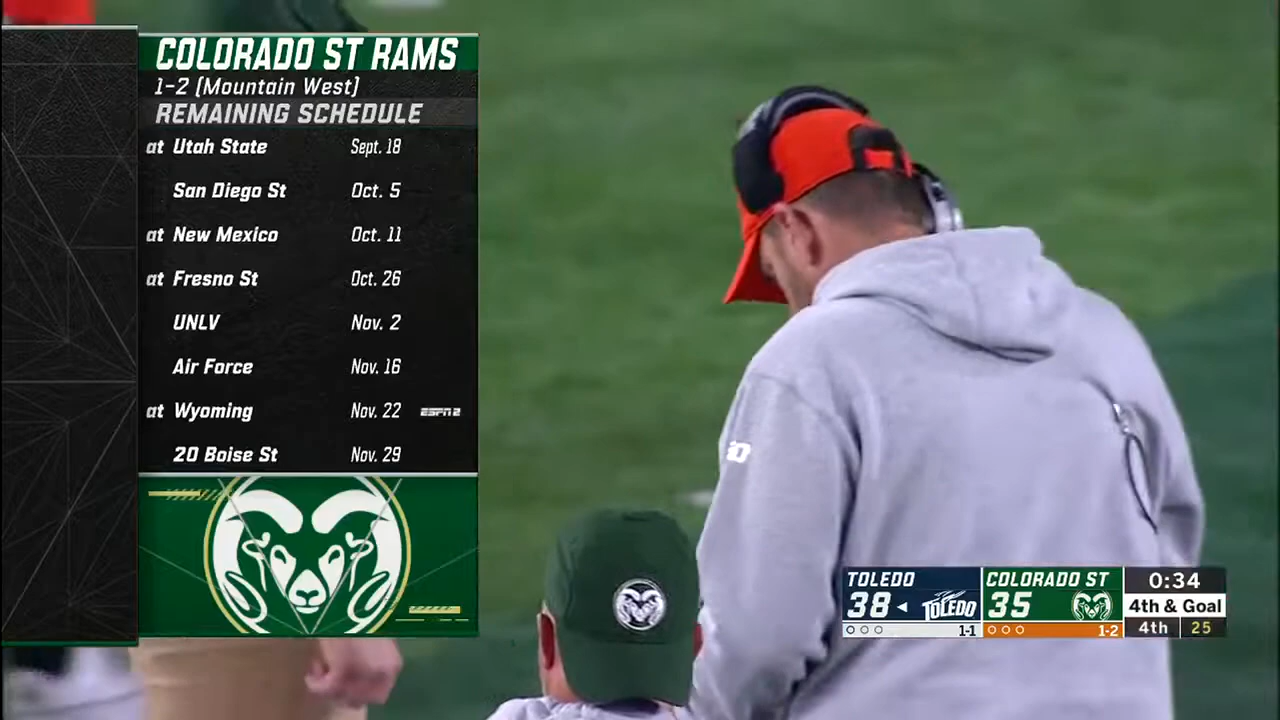 COLORADO ST RAMS
1-2 (Mountain West)
REMAINING SCHEDULE
at Utah State Sept. 18
San Diego St Oct. 5
at New Mexico Oct. 11
at Fresno St Oct. 26
UNLV Nov. 2
Air Force Nov. 16
at Wyoming Nov. 22 ESPN2
20 Boise St Nov. 29
TOLEDO COLORADO ST 0:34
38 TOLEDO 35 4th & Goal
1-1 1-2 4th 25